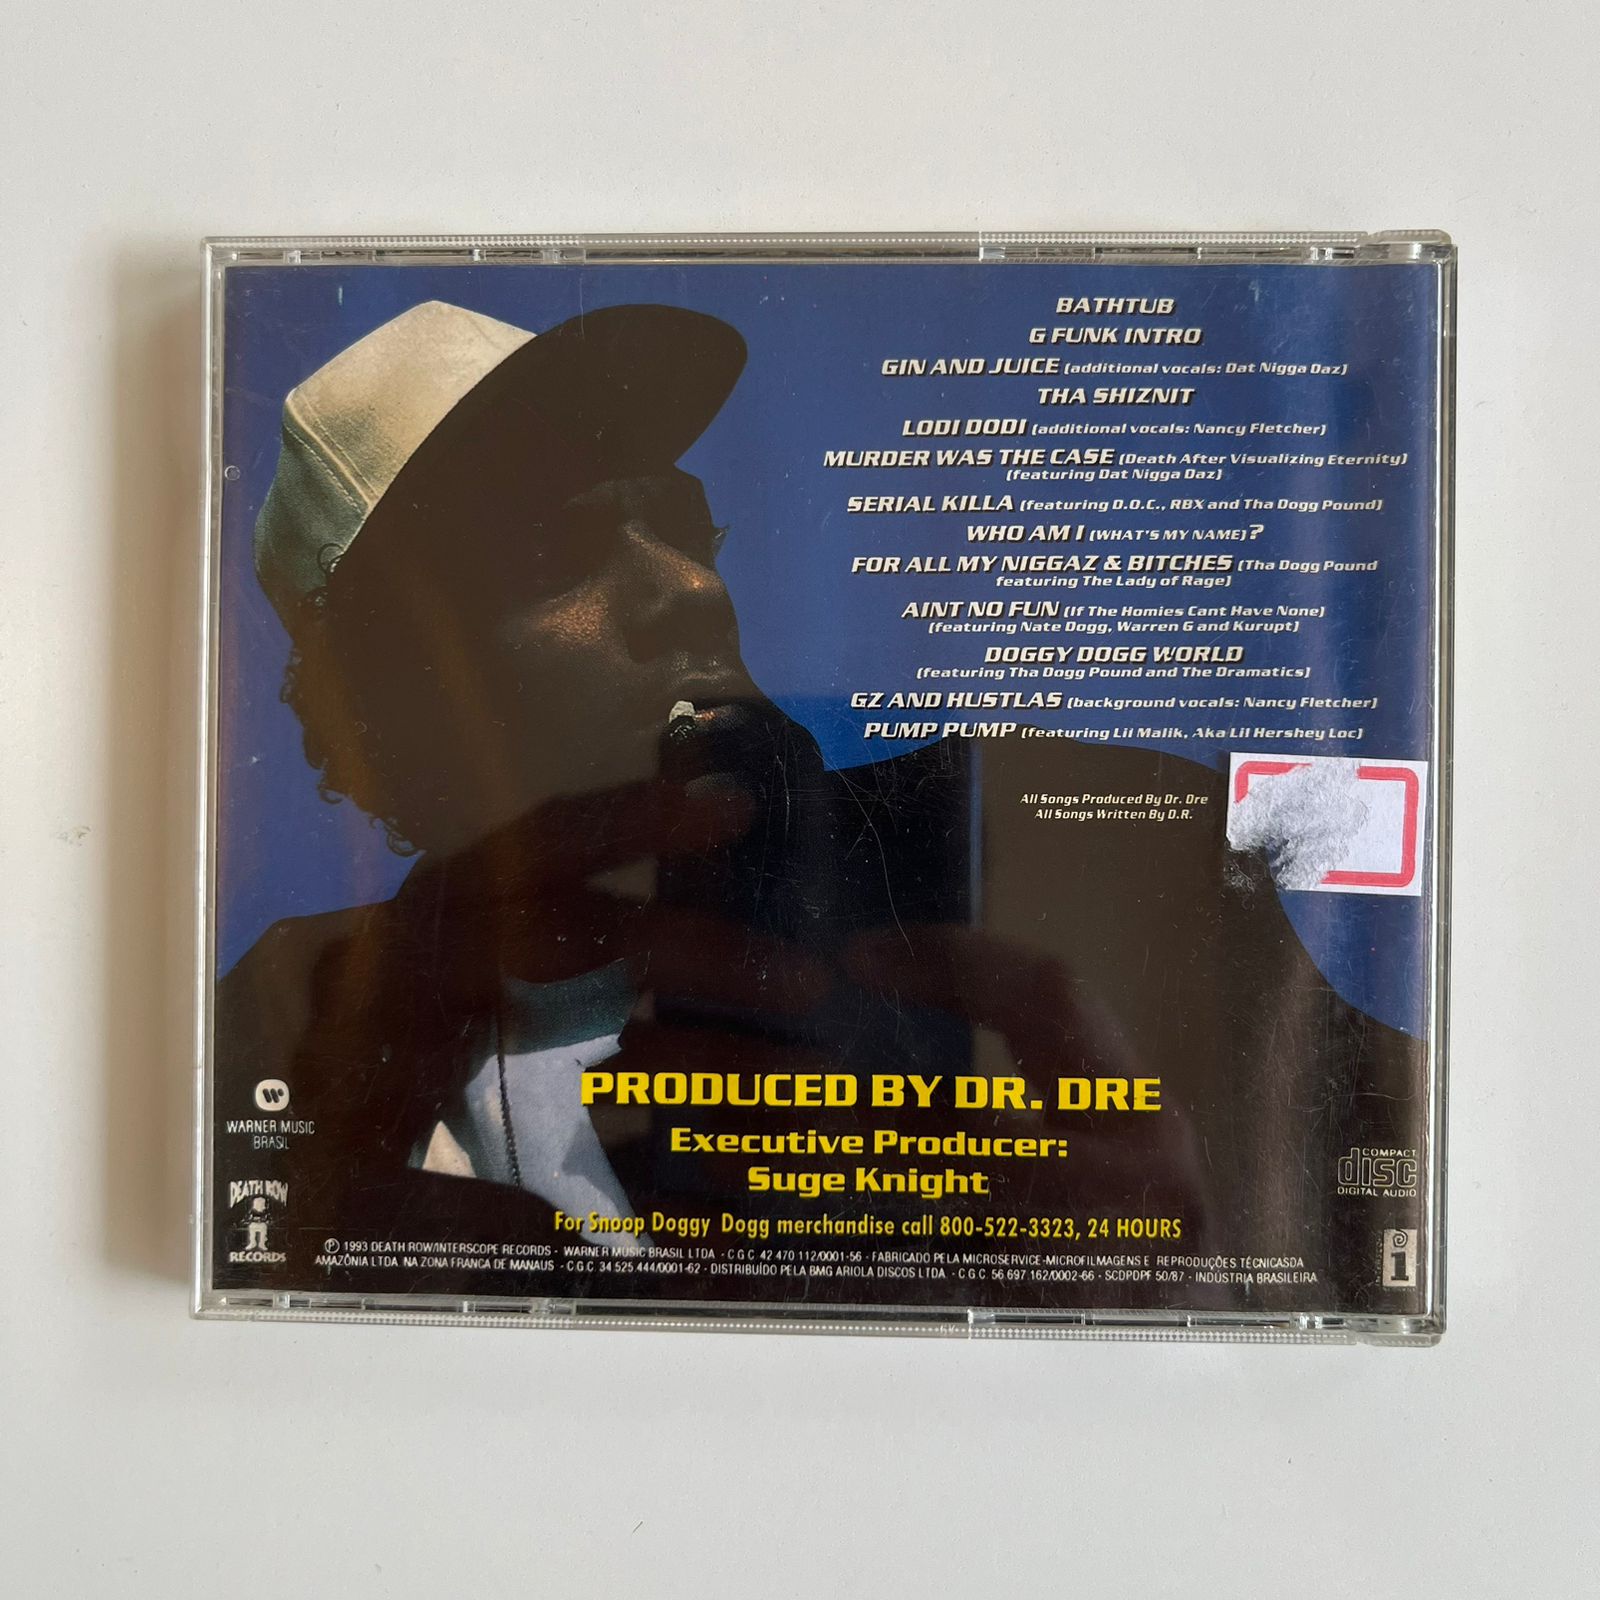 BATHTUB
G FUNK INTRO
GIN AND JUICE (additional vocals: Dat Nigga Daz)
THA SHIZNIT
LODI DODI (additional vocals: Nancy Fletcher)
MURDER WAS THE CASE (Death After Visualizing Eternity)
(featuring Dat Nigga Daz)
SERIAL KILLA (featuring D.O.C., RBX and Tha Dogg Pound)
WHO AM I (WHAT'S MY NAME)?
FOR ALL MY NIGGAZ & BITCHES (Tha Dogg Pound
featuring The Lady of Rage)
AINT NO FUN (If The Homies Cant Have None)
(featuring Nate Dogg, Warren G and Kurupt)
DOGGY DOGG WORLD
(featuring Tha Dogg Pound and The Dramatics)
GZ AND HUSTLAS (background vocals: Nancy Fletcher)
PUMP PUMP (featuring Lil Malik, Aka Lil Hershey Loc)
All Songs Produced By Dr. Dre
All Songs Written By D.R.
PRODUCED BY DR. DRE
Executive Producer:
Suge Knight
For Snoop Doggy Dogg merchandise call 800-522-3323, 24 HOURS
WARNER MUSIC
BRASIL
DEATH ROW
RECORDS
COMPACT
disc
DIGITAL AUDIO
℗ 1993 DEATH ROW/INTERSCOPE RECORDS - WARNER MUSIC BRASIL LTDA - C G C 42 470 112/0001-56 - FABRICADO PELA MICROSERVICE-MICROFILMAGENS E REPRODUÇÕES TÉCNICASDA
AMAZÔNIA LTDA NA ZONA FRANCA DE MANAUS - C.G.C. 34 525 444/0001-62 - DISTRIBUÍDO PELA BMG ARIOLA DISCOS LTDA - C G C 56 697 162/0002-66 - SCDPDPF 50/87 - INDÚSTRIA BRASILEIRA
i